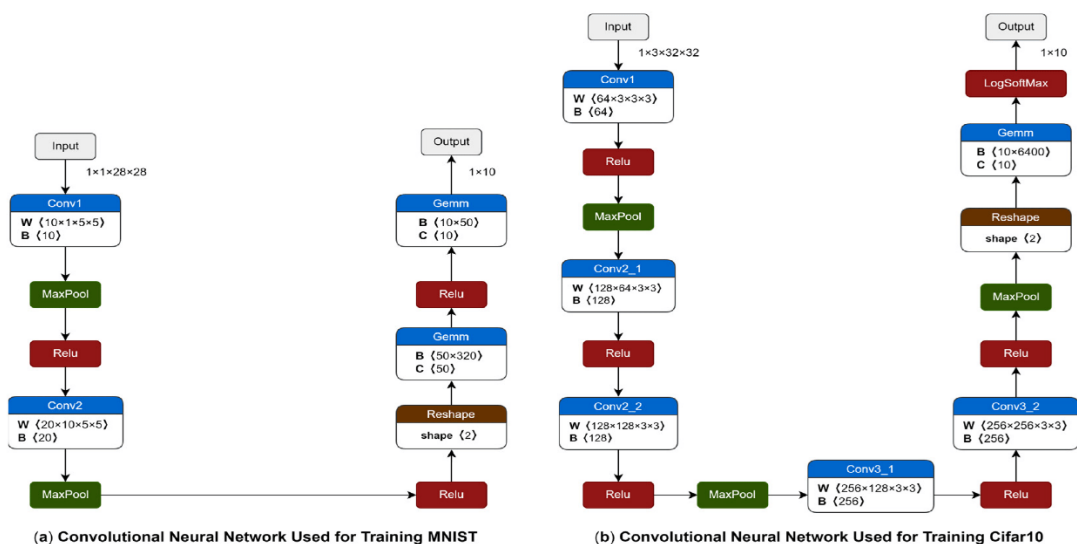 Input
1×1×28×28
Conv1
W ⟨10×1×5×5⟩
B ⟨10⟩
MaxPool
Relu
Conv2
W ⟨20×10×5×5⟩
B ⟨20⟩
MaxPool
Relu
Reshape
shape ⟨2⟩
Gemm
B ⟨50×320⟩
C ⟨50⟩
Relu
Gemm
B ⟨10×50⟩
C ⟨10⟩
1×10
Output
(a) Convolutional Neural Network Used for Training MNIST
Input
1×3×32×32
Conv1
W ⟨64×3×3×3⟩
B ⟨64⟩
Relu
MaxPool
Conv2_1
W ⟨128×64×3×3⟩
B ⟨128⟩
Relu
Conv2_2
W ⟨128×128×3×3⟩
B ⟨128⟩
Relu
MaxPool
Conv3_1
W ⟨256×128×3×3⟩
B ⟨256⟩
Relu
Conv3_2
W ⟨256×256×3×3⟩
B ⟨256⟩
Relu
MaxPool
Reshape
shape ⟨2⟩
Gemm
B ⟨10×6400⟩
C ⟨10⟩
LogSoftMax
1×10
Output
(b) Convolutional Neural Network Used for Training Cifar10